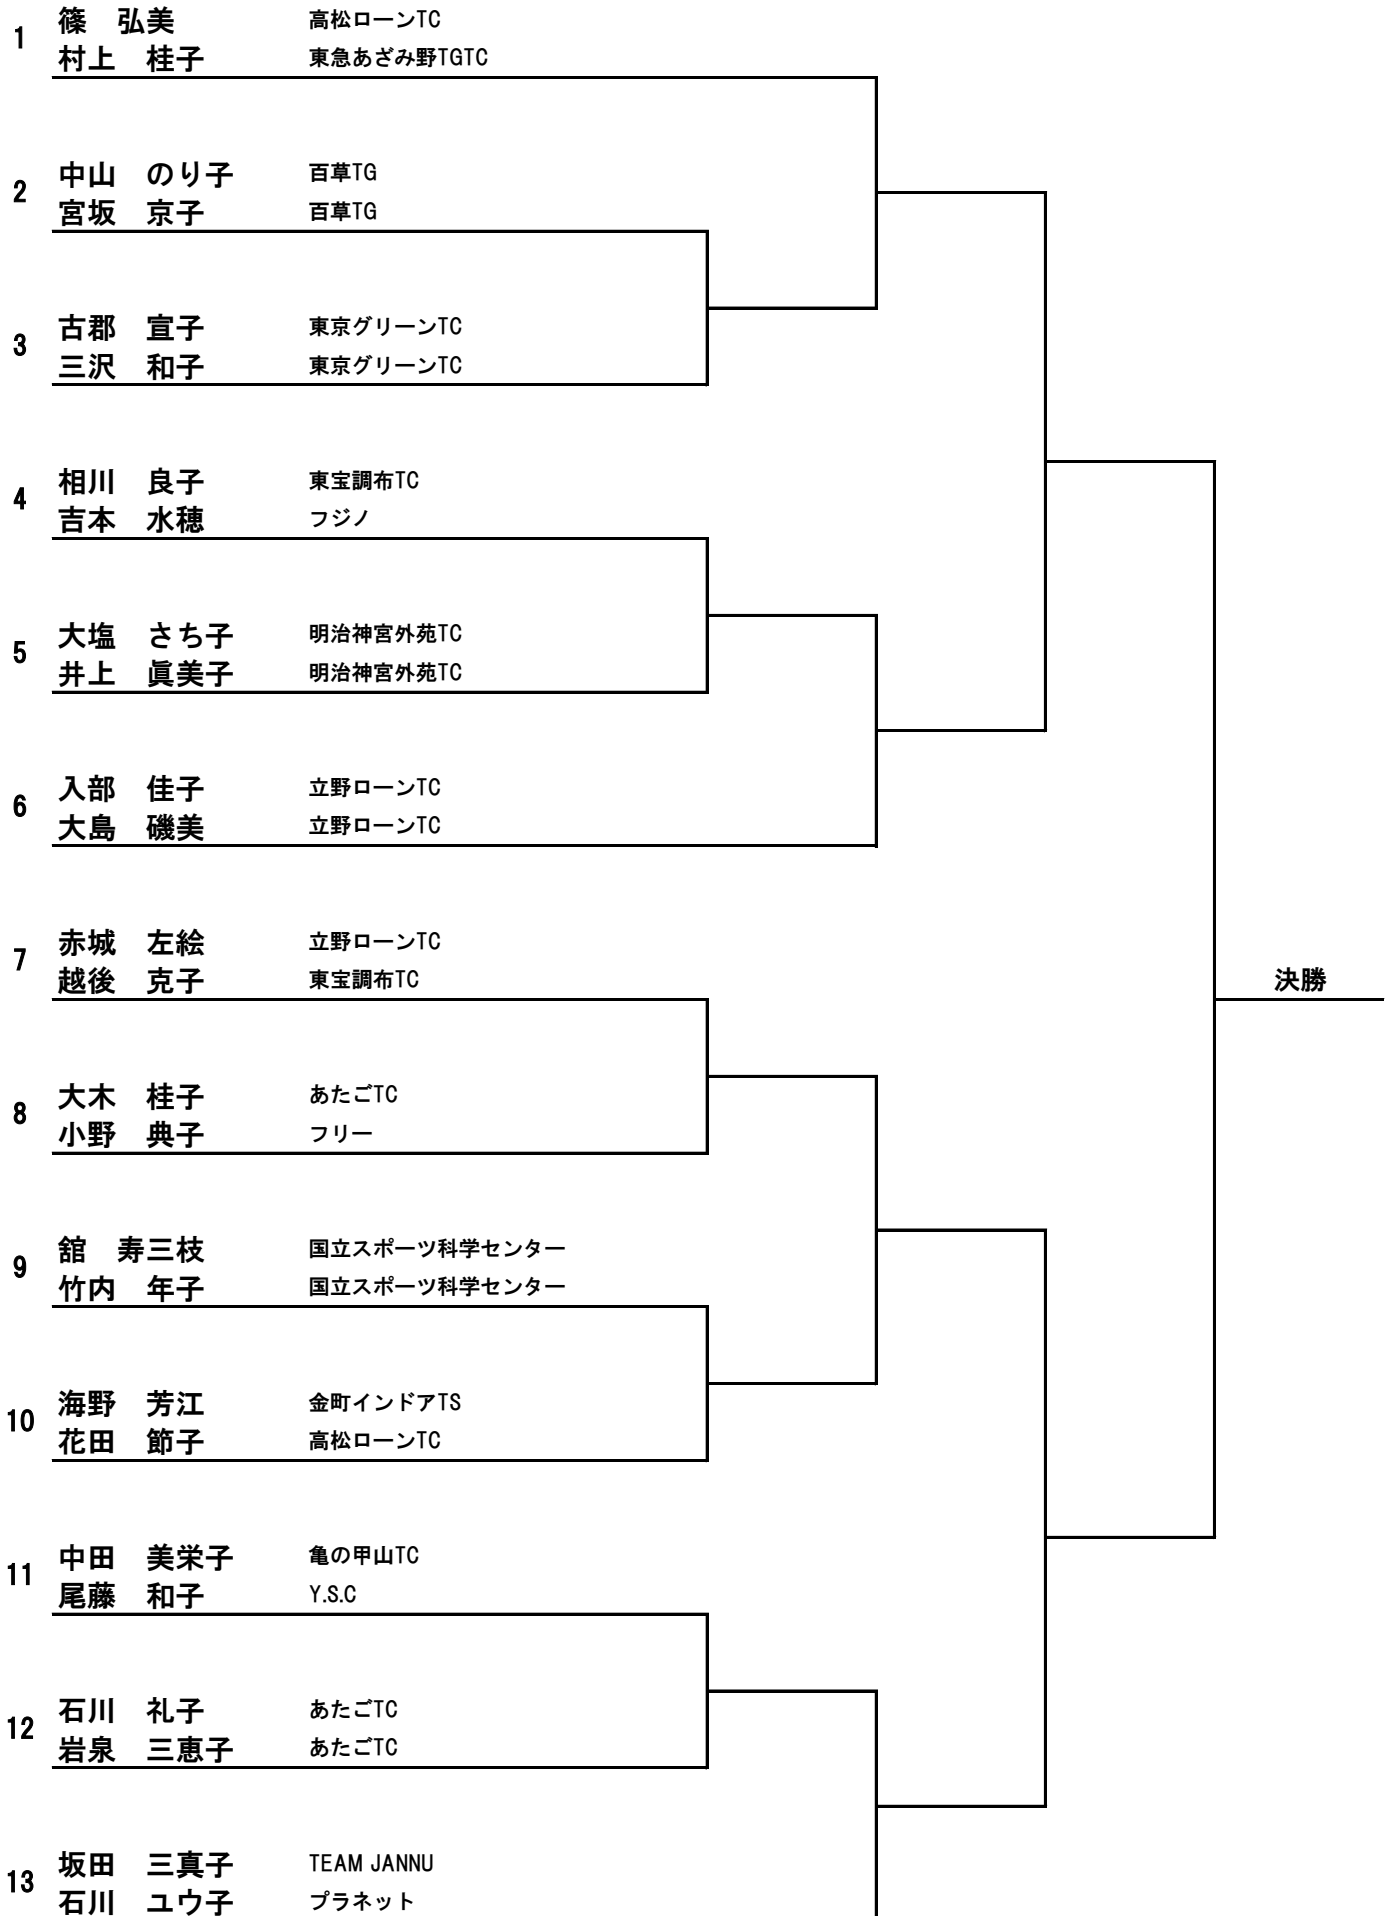 1
篠　弘美　高松ローンTC
村上　桂子　東急あざみ野TGTC
2
中山　のり子　百草TG
宮坂　京子　百草TG
3
古郡　宣子　東京グリーンTC
三沢　和子　東京グリーンTC
4
相川　良子　東宝調布TC
吉本　水穂　フジノ
5
大塩　さち子　明治神宮外苑TC
井上　眞美子　明治神宮外苑TC
6
入部　佳子　立野ローンTC
大島　磯美　立野ローンTC
7
赤城　左絵　立野ローンTC
越後　克子　東宝調布TC
決勝
8
大木　桂子　あたごTC
小野　典子　フリー
9
舘　寿三枝　国立スポーツ科学センター
竹内　年子　国立スポーツ科学センター
10
海野　芳江　金町インドアTS
花田　節子　高松ローンTC
11
中田　美栄子　亀の甲山TC
尾藤　和子　Y.S.C
12
石川　礼子　あたごTC
岩泉　三恵子　あたごTC
13
坂田　三真子　TEAM JANNU
石川　ユウ子　プラネット